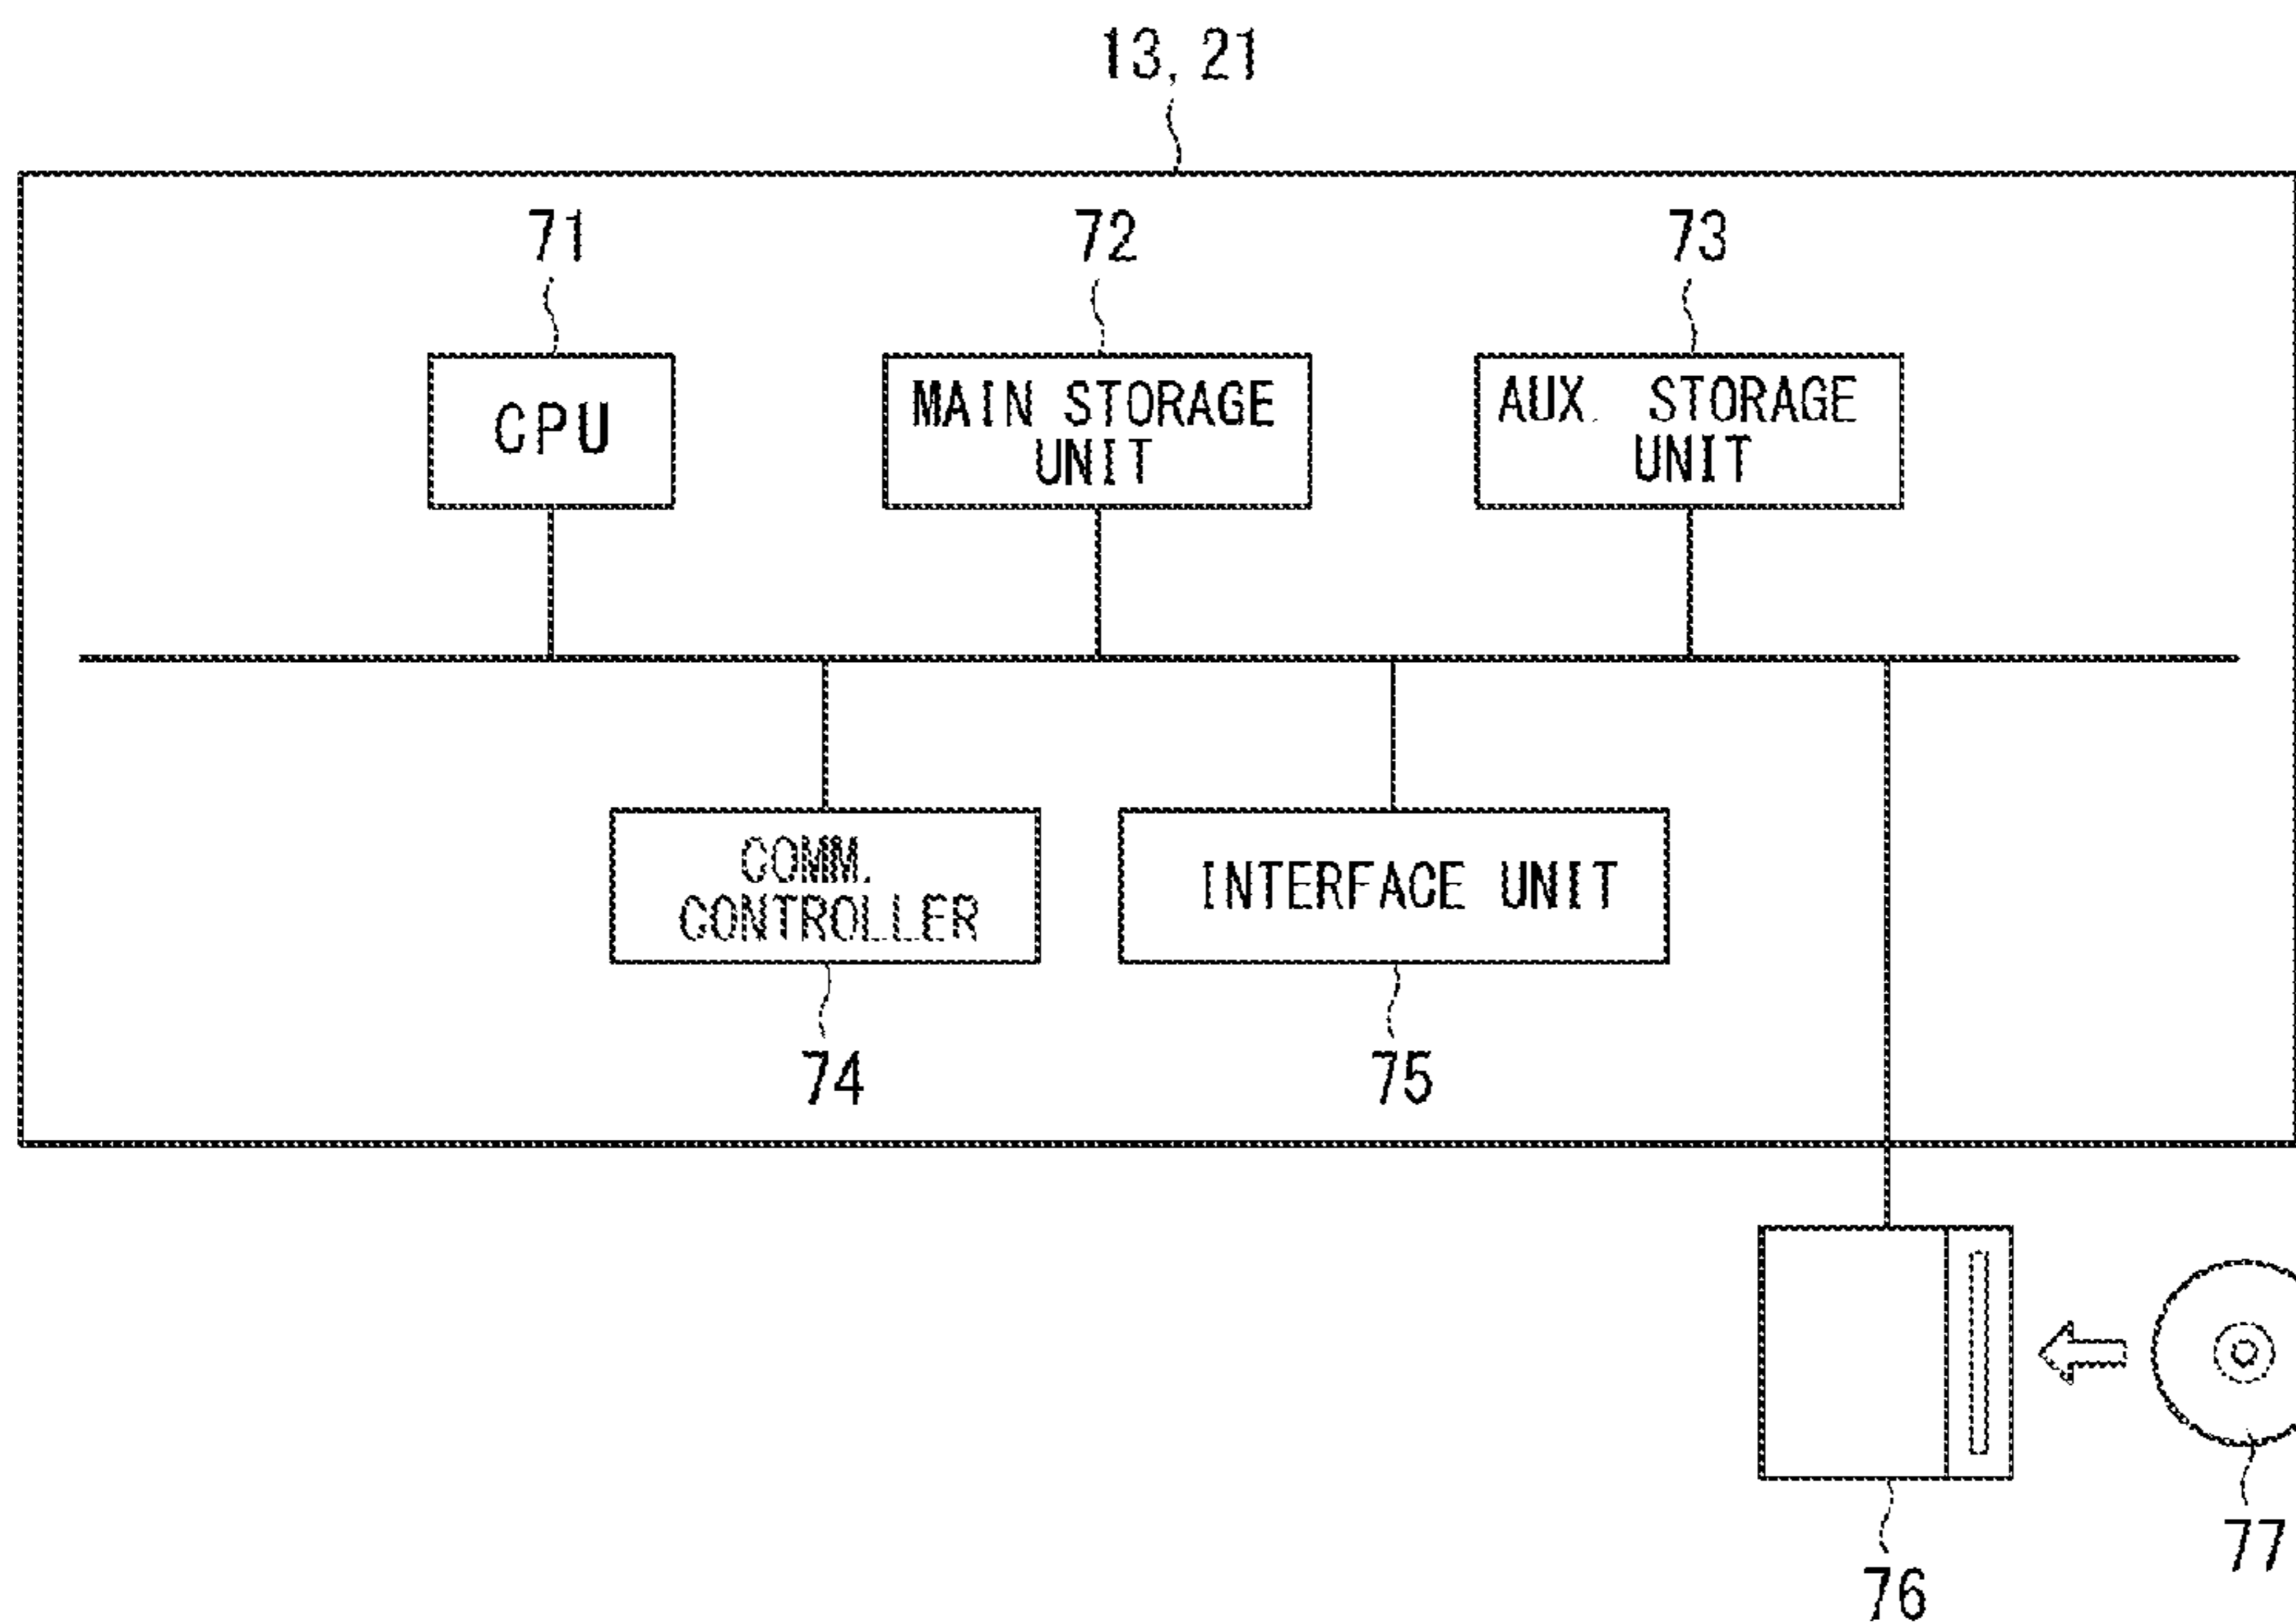 13, 21
71
72
73
CPU
MAIN STORAGE
UNIT
AUX. STORAGE
UNIT
COMM.
CONTROLLER
INTERFACE UNIT
74
75
76
77